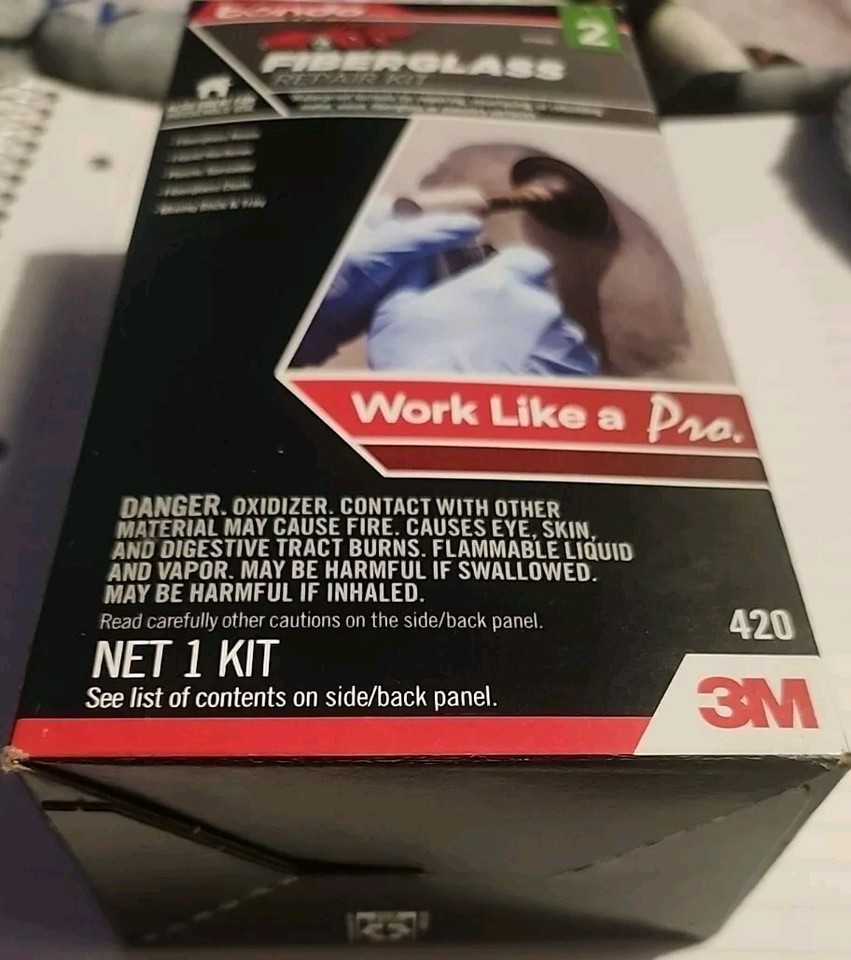 bondo
2
FIBERGLASS
REPAIR KIT
Work Like a Pro.
DANGER. OXIDIZER. CONTACT WITH OTHER
MATERIAL MAY CAUSE FIRE. CAUSES EYE, SKIN,
AND DIGESTIVE TRACT BURNS. FLAMMABLE LIQUID
AND VAPOR. MAY BE HARMFUL IF SWALLOWED.
MAY BE HARMFUL IF INHALED.
Read carefully other cautions on the side/back panel.
420
NET 1 KIT
See list of contents on side/back panel.
3M